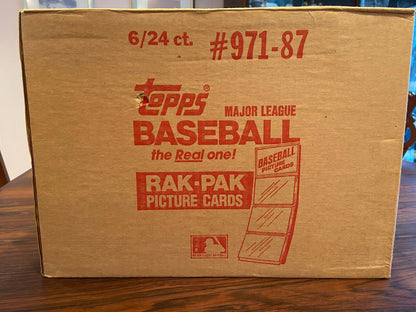 6/24 ct. #971-87
Topps®
MAJOR LEAGUE
BASEBALL
the Real one!
BASEBALL
PICTURE CARDS
RAK-PAK
PICTURE CARDS